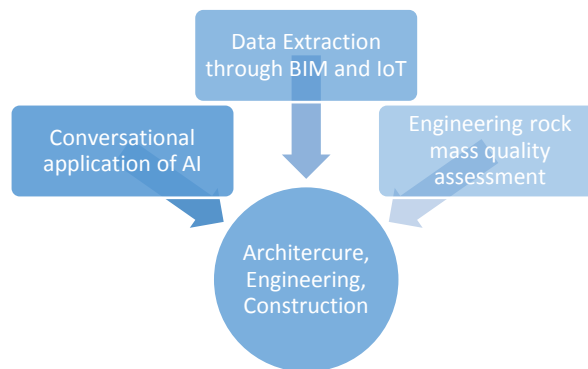 Data Extraction
through BIM and IoT
Conversational
application of AI
Engineering rock
mass quality
assessment
Architercure,
Engineering,
Construction